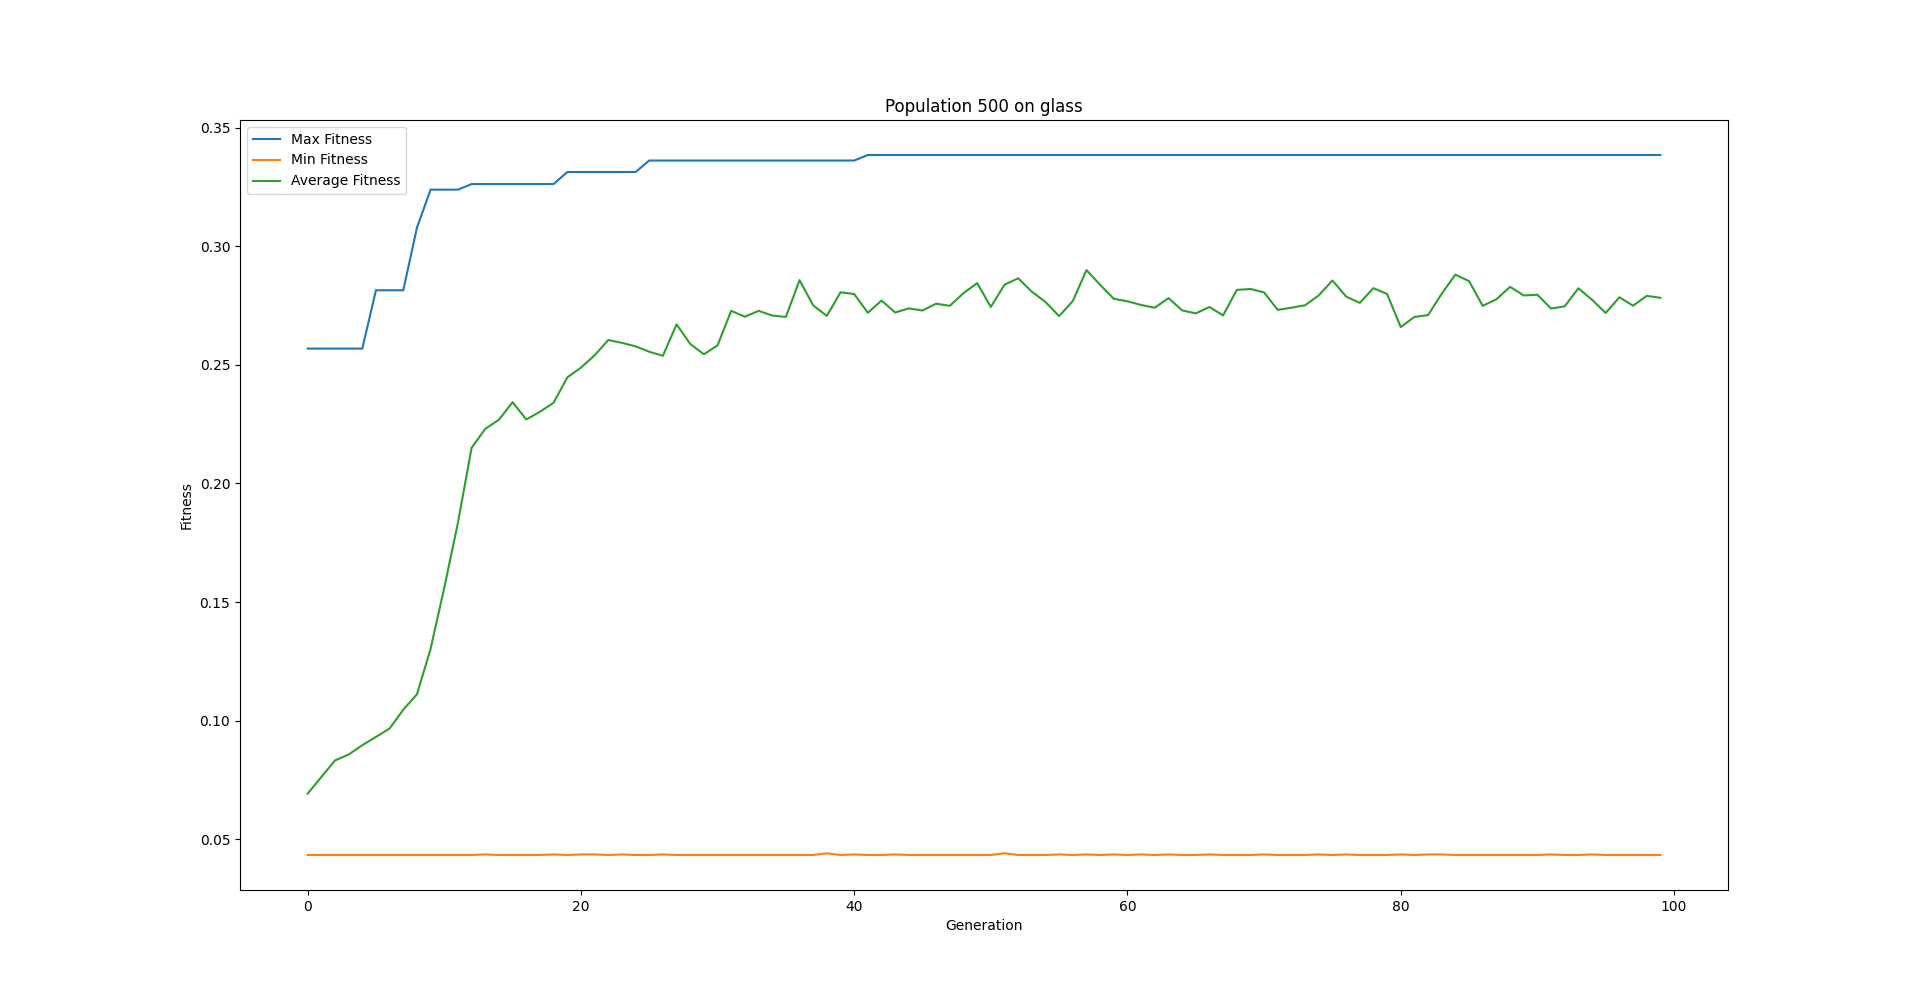 Population 500 on glass
Max Fitness
Min Fitness
Average Fitness
0.35
0.30
0.25
0.20
0.15
0.10
0.05
Fitness
0 20 40 60 80 100
Generation